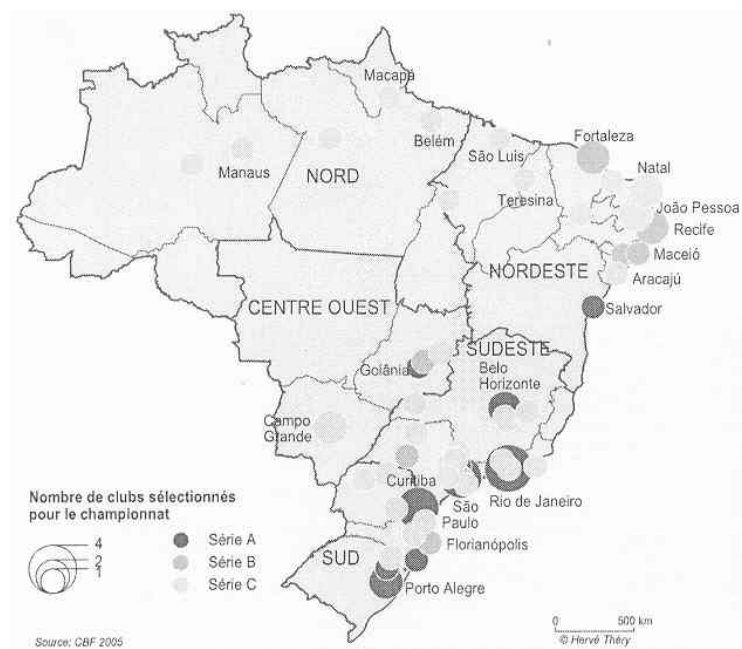 Macapá
Belém
São Luis
Fortaleza
Natal
Manaus
NORD
Teresina
João Pessoa
Recife
Maceió
NORDESTE
Aracajú
CENTRE OUEST
Salvador
SUDESTE
Goiânia
Belo
Horizonte
Campo
Grande
Curitiba
Rio de Janeiro
São
Paulo
Florianópolis
SUD
Porto Alegre
Nombre de clubs sélectionnés
pour le championnat
4
2
1
Série A
Série B
Série C
0 500 km
© Hervé Théry
Source: CBF 2005